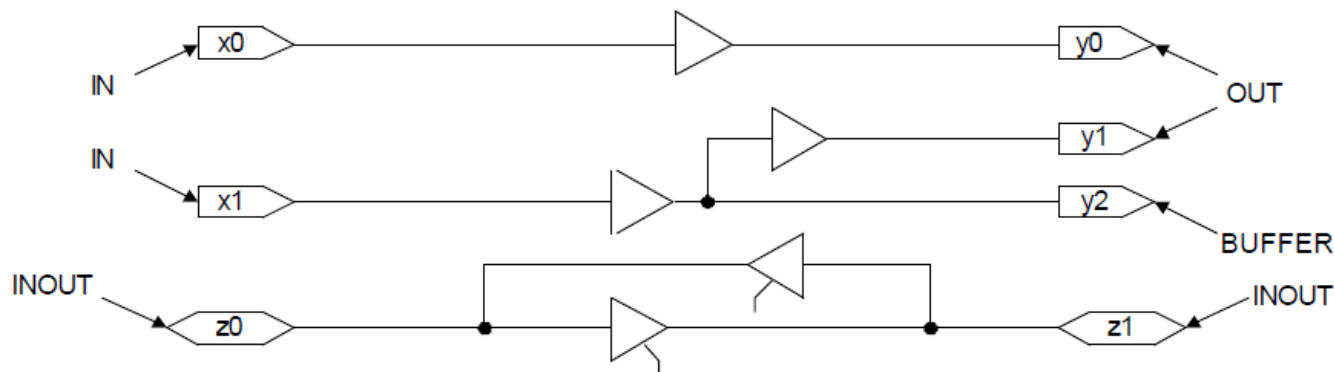 x0
y0
IN
OUT
y1
IN
x1
y2
BUFFER
INOUT
INOUT
z0
z1